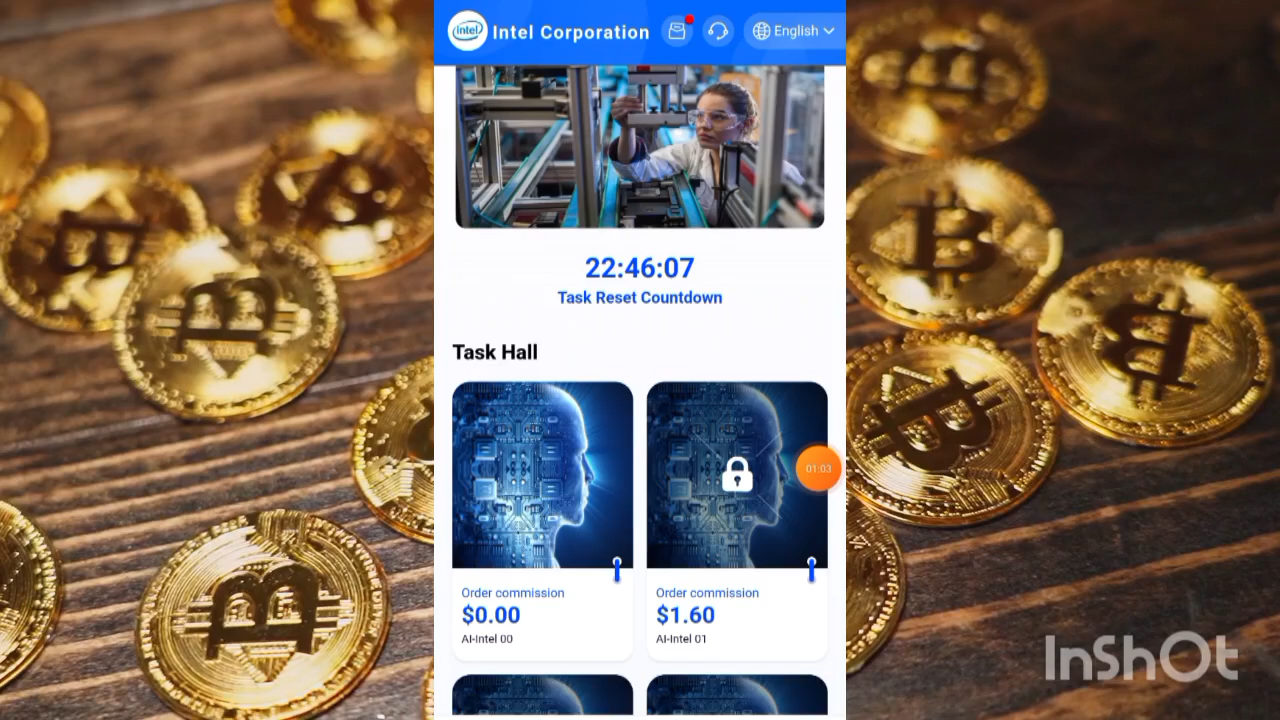 intel
Intel Corporation
English
22:46:07
Task Reset Countdown
Task Hall
01:03
Order commission
$0.00
AI-Intel 00
Order commission
$1.60
AI-Intel 01
InShOt